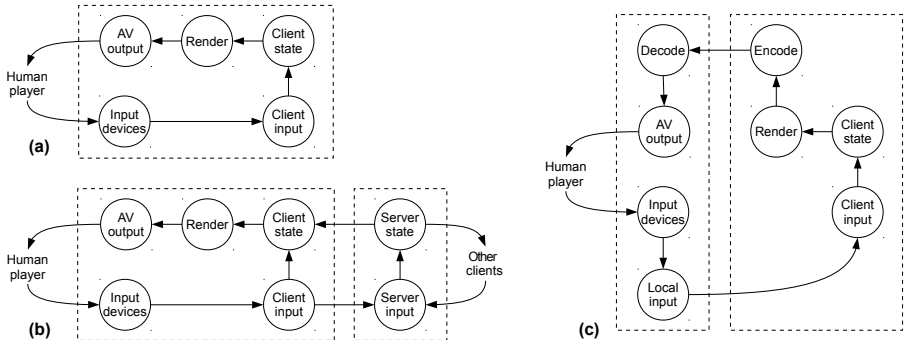 AV
output
Render
Client
state
Human
player
Input
devices
Client
input
(a)
AV
output
Render
Client
state
Server
state
Human
player
Other
clients
Input
devices
Client
input
Server
input
(b)
Decode
Encode
AV
output
Render
Client
state
Human
player
Input
devices
Client
input
Local
input
(c)